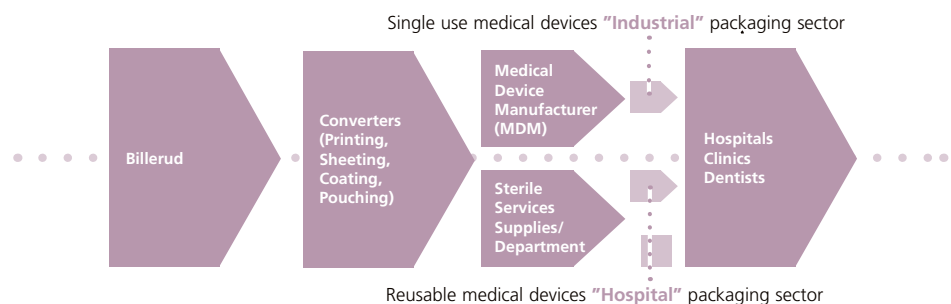 Single use medical devices ”Industrial” packaging sector
Billerud
Converters
(Printing,
Sheeting,
Coating,
Pouching)
Medical
Device
Manufacturer
(MDM)
Sterile
Services
Supplies/
Department
Hospitals
Clinics
Dentists
Reusable medical devices ”Hospital” packaging sector